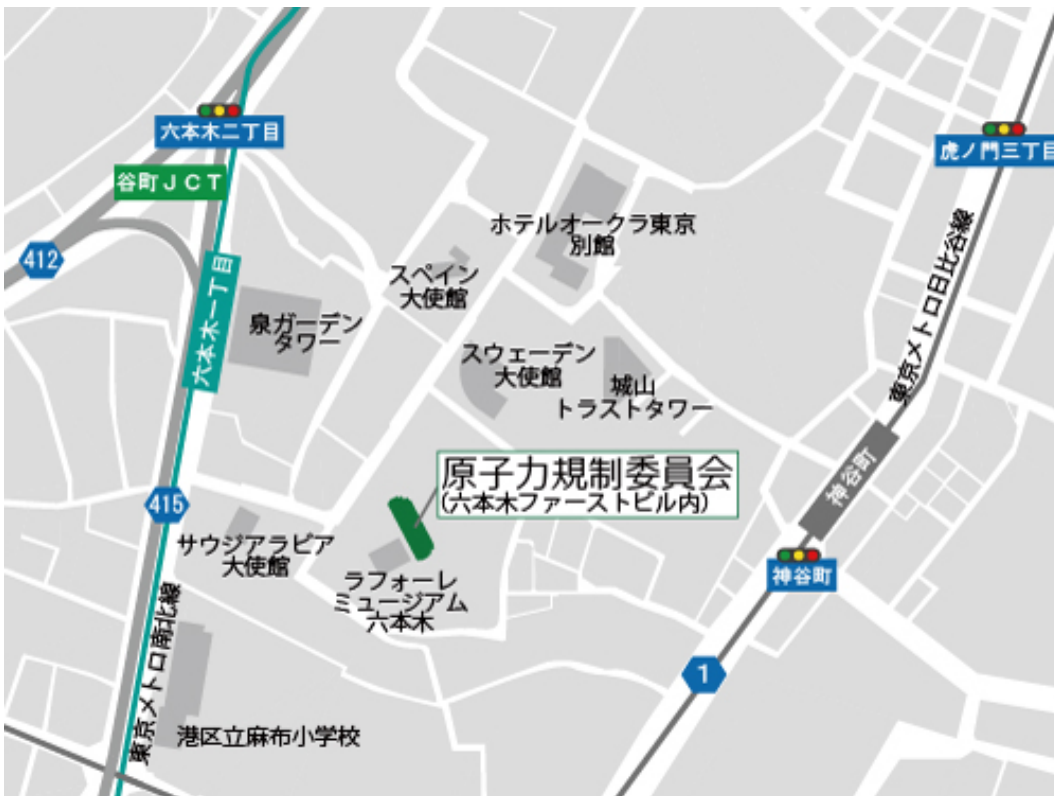 六本木二丁目
虎ノ門三丁目
谷町JCT
ホテルオークラ東京
別館
412
スペイン
大使館
六本木一丁目
東京メトロ日比谷線
泉ガーデン
タワー
スウェーデン
大使館
城山
トラストタワー
原子力規制委員会
(六本木ファーストビル内)
神谷町
415
サウジアラビア
大使館
ラフォーレ
ミュージアム
六本木
神谷町
東京メトロ南北線
1
港区立麻布小学校